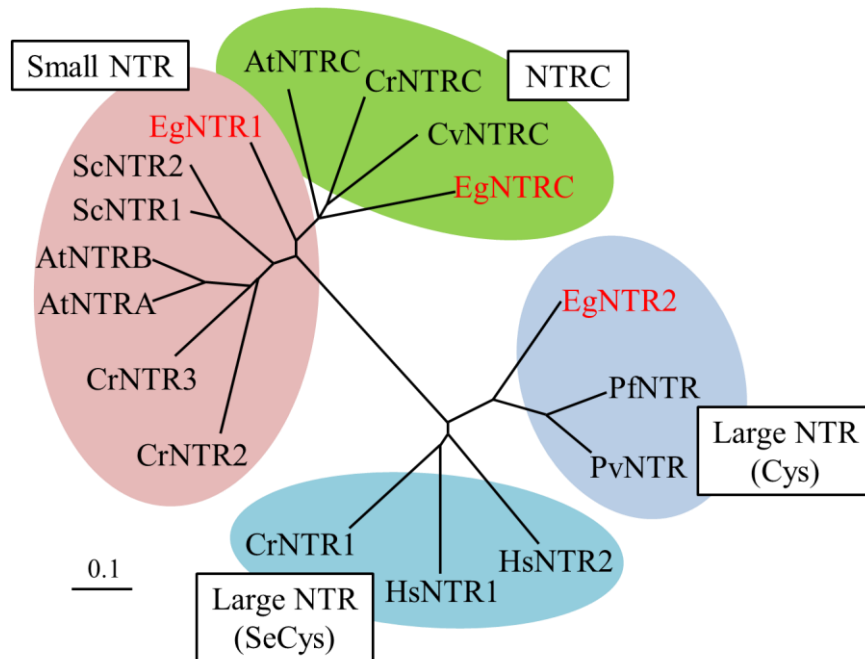 Small NTR
AtNTRC
CrNTRC
NTRC
EgNTR1
CvNTRC
ScNTR2
EgNTRC
ScNTR1
AtNTRB
AtNTRA
EgNTR2
CrNTR3
PfNTR
CrNTR2
PvNTR
Large NTR
(Cys)
CrNTR1
HsNTR2
HsNTR1
0.1
Large NTR
(SeCys)